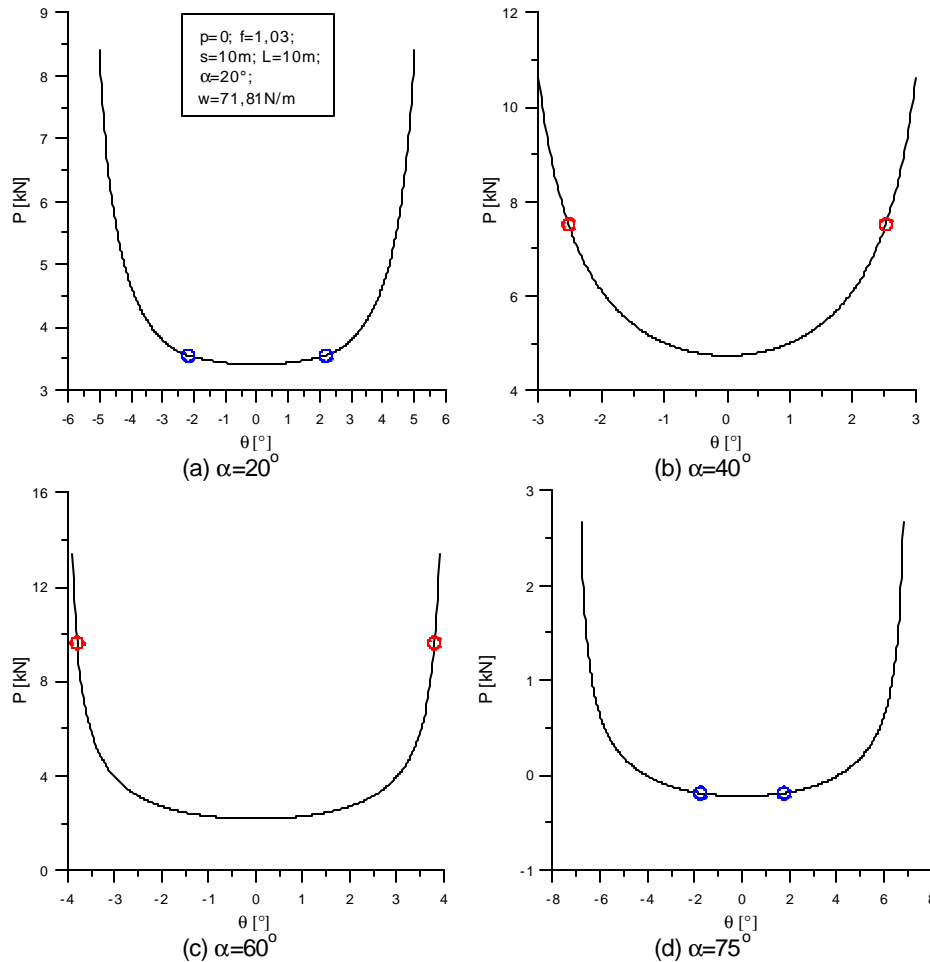 9
8
7
6
5
4
3
P [kN]
p=0; f=1,03;
s=10m; L=10m;
α=20°;
w=71,81N/m
-6 -5 -4 -3 -2 -1 0 1 2 3 4 5 6
θ [°]
(a) α=20°
12
10
8
6
4
P [kN]
-3 -2 -1 0 1 2 3
θ [°]
(b) α=40°
16
12
8
4
0
P [kN]
-4 -3 -2 -1 0 1 2 3 4
θ [°]
(c) α=60°
3
2
1
0
-1
P [kN]
-8 -6 -4 -2 0 2 4 6 8
θ [°]
(d) α=75°